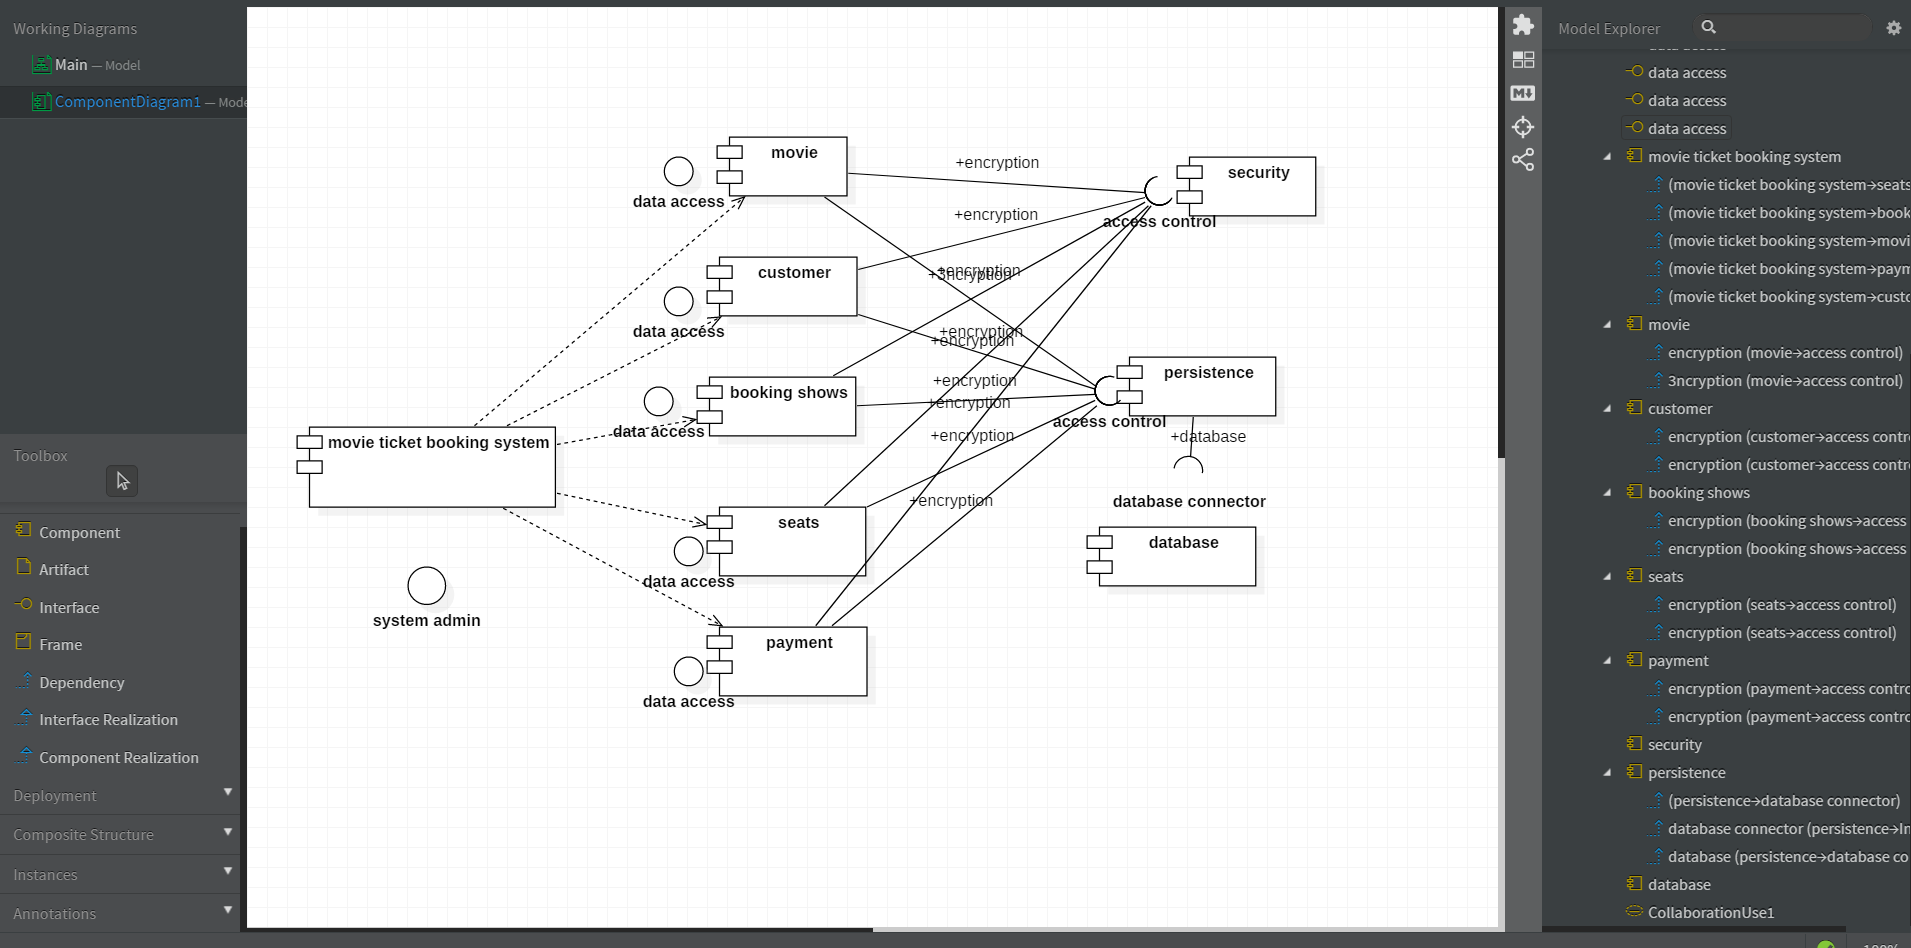 Working Diagrams
Main — Model
ComponentDiagram1 — Mode
Toolbox
Component
Artifact
Interface
Frame
Dependency
Interface Realization
Component Realization
Deployment
Composite Structure
Instances
Annotations
movie
data access
customer
data access
booking shows
data access
movie ticket booking system
seats
data access
system admin
payment
data access
+encryption
+encryption
+encryption
+3ncryption
+encryption
+encryption
+encryption
+encryption
+encryption
+encryption
security
access control
persistence
access control
+database
database connector
database
Model Explorer
data access
data access
data access
data access
movie ticket booking system
(movie ticket booking system→seats
(movie ticket booking system→book
(movie ticket booking system→movi
(movie ticket booking system→paym
(movie ticket booking system→custo
movie
encryption (movie→access control)
3ncryption (movie→access control)
customer
encryption (customer→access contro
encryption (customer→access contro
booking shows
encryption (booking shows→access
encryption (booking shows→access
seats
encryption (seats→access control)
encryption (seats→access control)
payment
encryption (payment→access contro
encryption (payment→access contro
security
persistence
(persistence→database connector)
database connector (persistence→In
database (persistence→database co
database
CollaborationUse1
100%